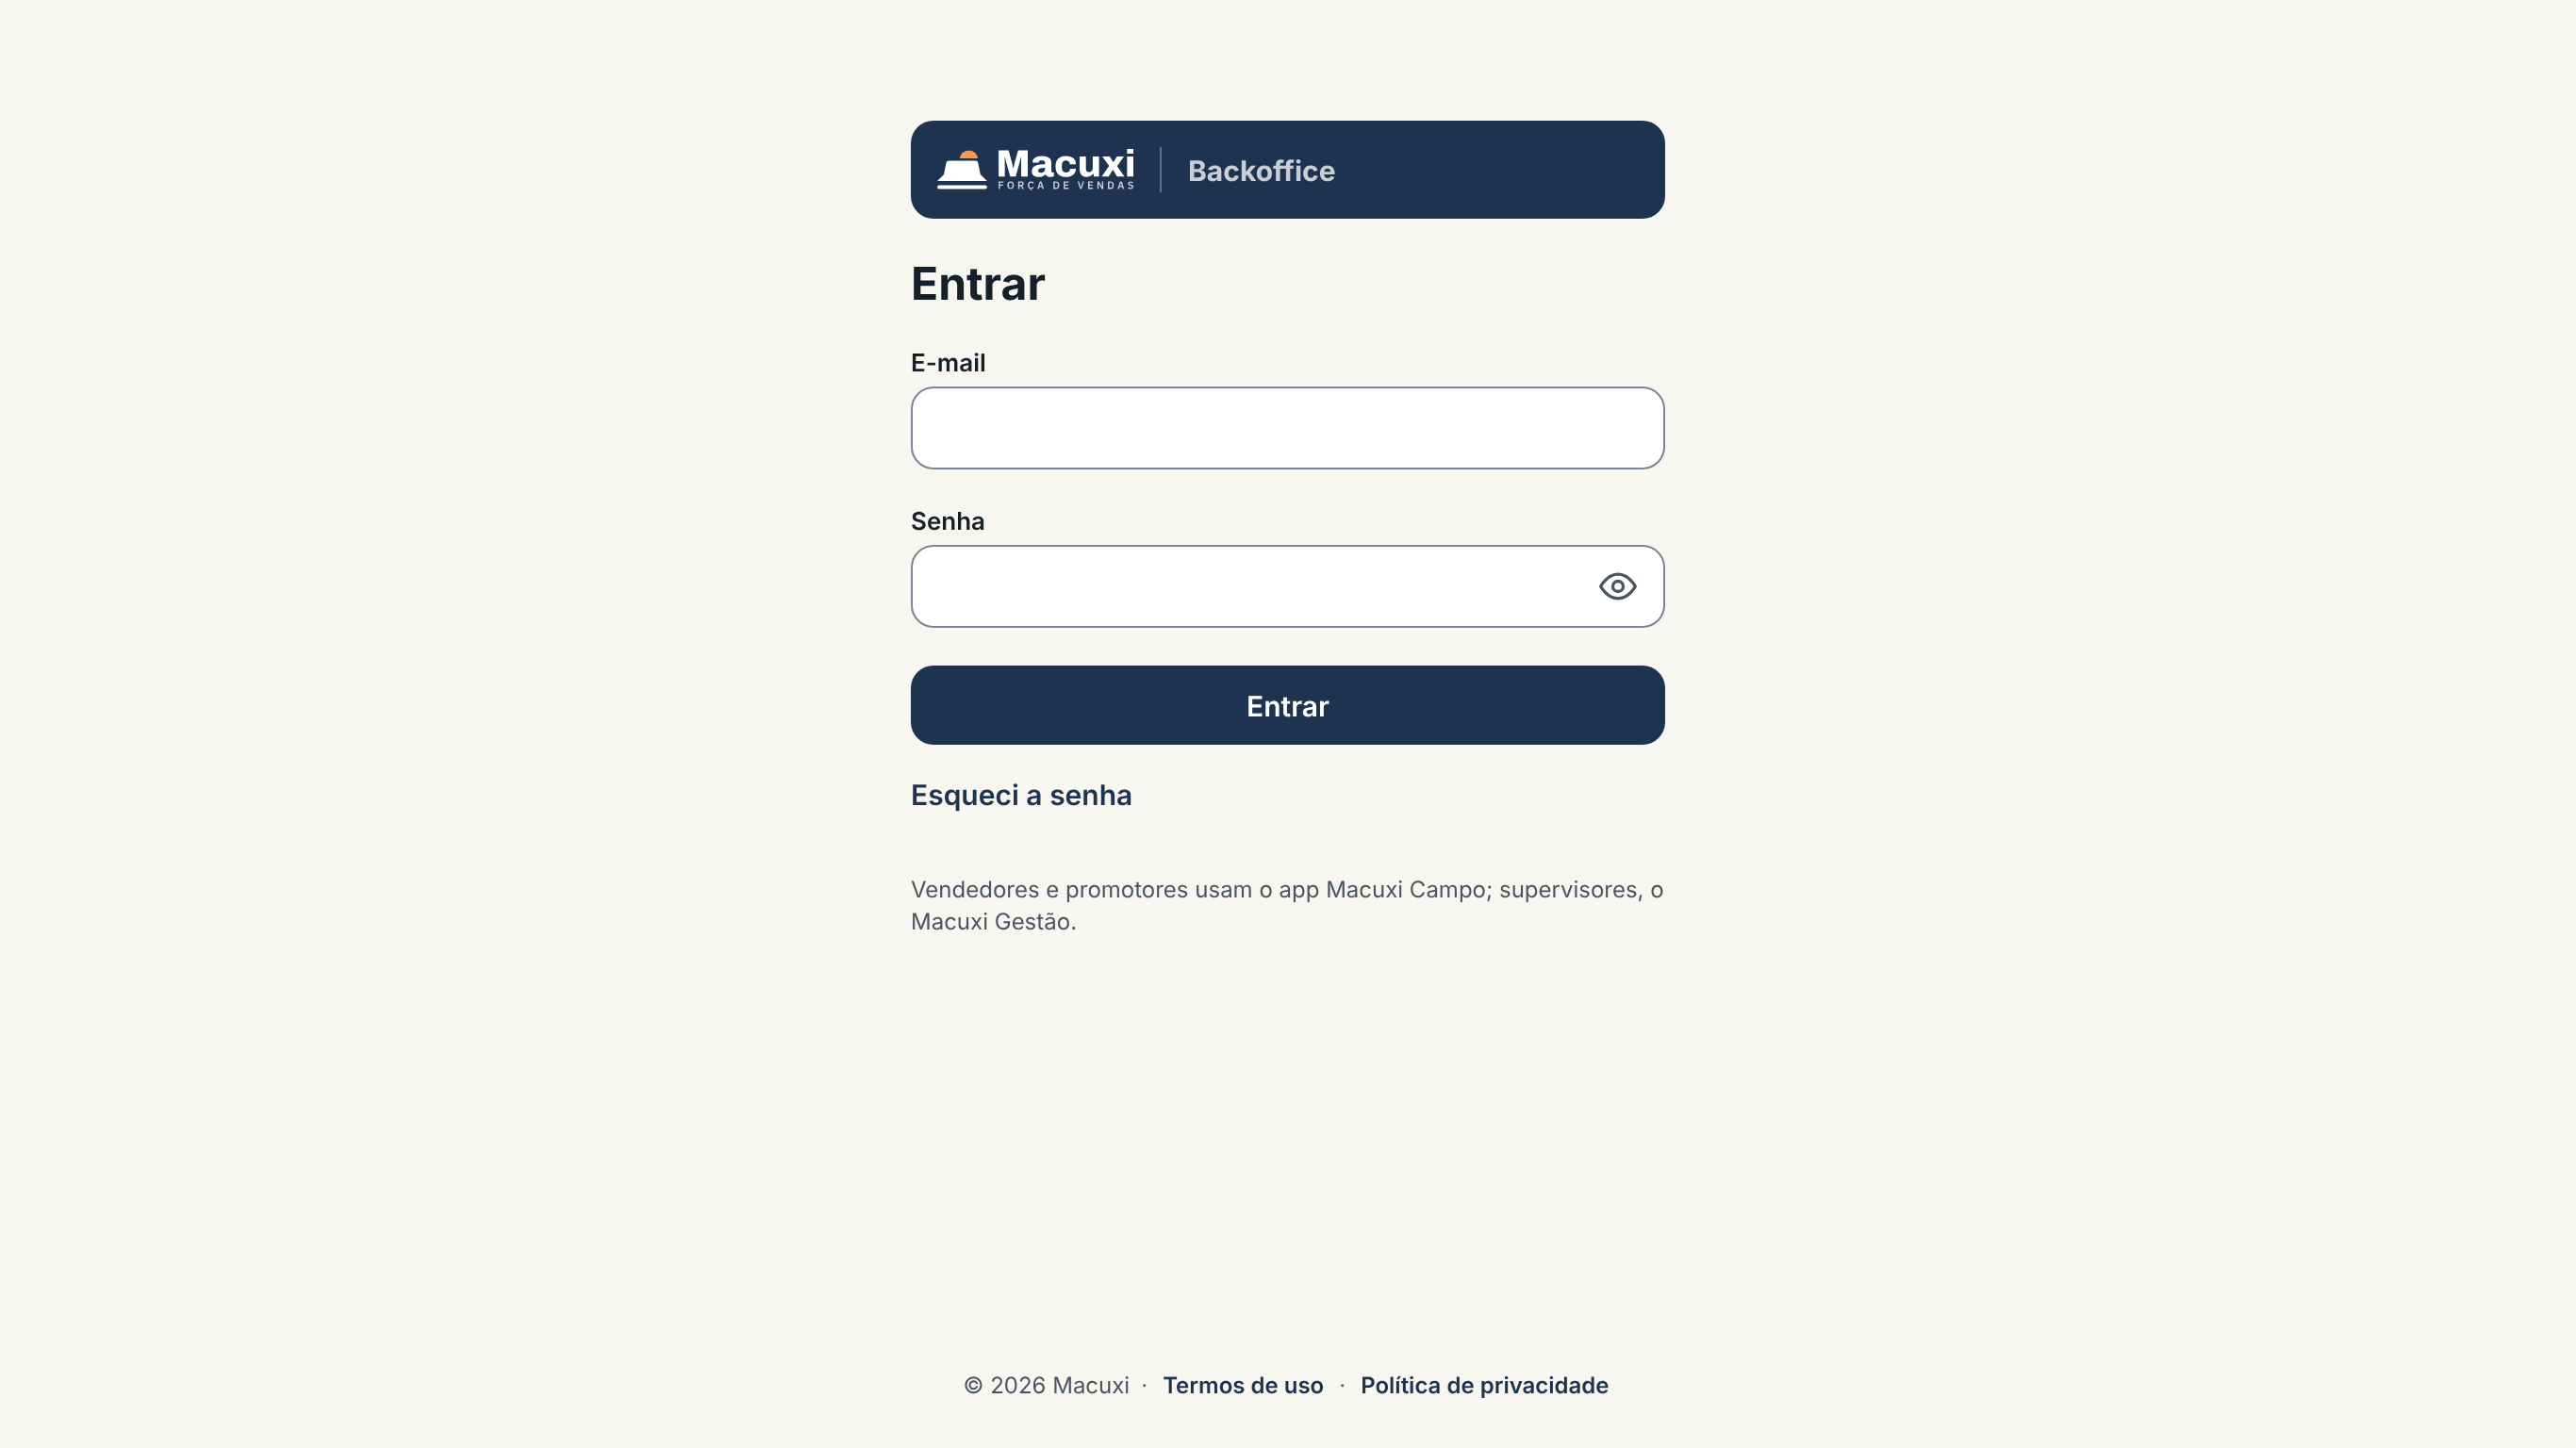 Macuxi
FORÇA DE VENDAS
Backoffice
Entrar
E-mail
Senha
Entrar
Esqueci a senha
Vendedores e promotores usam o app Macuxi Campo; supervisores, o
Macuxi Gestão.
© 2026 Macuxi · Termos de uso · Política de privacidade